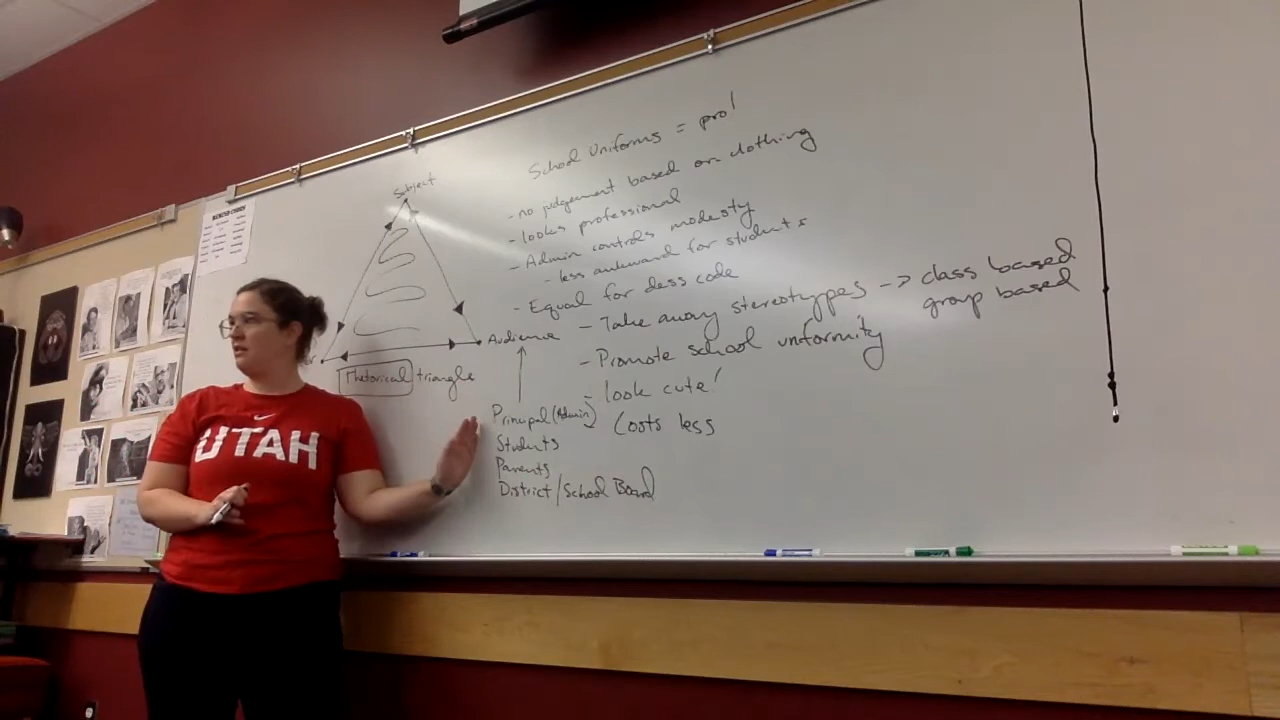 School Uniforms = pro!
- no judgement based on clothing
- looks professional
- Admin controls modesty
- less awkward for students
- Equal for dess code
- Take away stereotypes -> class based
group based
- Promote school unformity
- look cute!
Costs less
Subject
Audience
Rhetorical triangle
Principal (Admin)
Students
Parents
District/School Board
UTAH